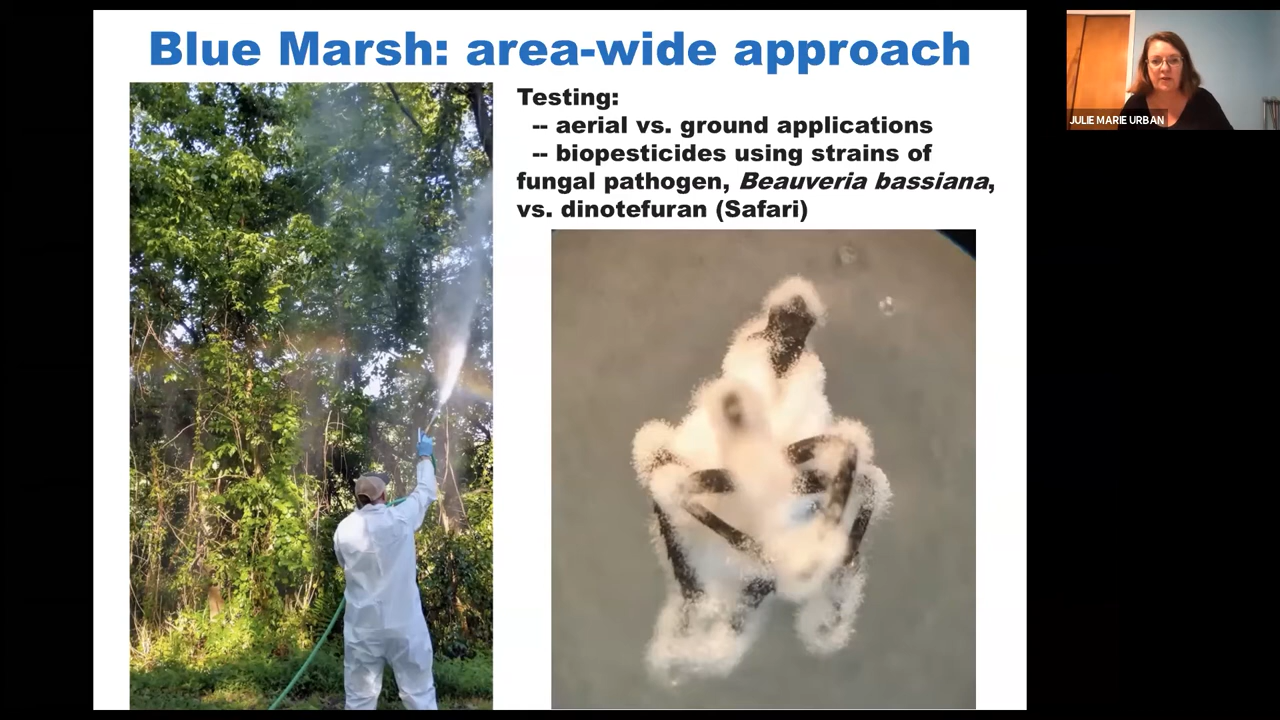 Blue Marsh: area-wide approach
Testing:
-- aerial vs. ground applications
-- biopesticides using strains of
fungal pathogen, Beauveria bassiana,
vs. dinotefuran (Safari)
JULIE MARIE URBAN